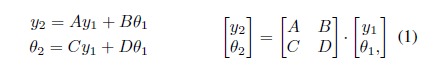 y₂ = Ay₁ + Bθ₁
θ₂ = Cy₁ + Dθ₁
[y₂ θ₂] = [A B C D] · [y₁ θ₁,] (1)